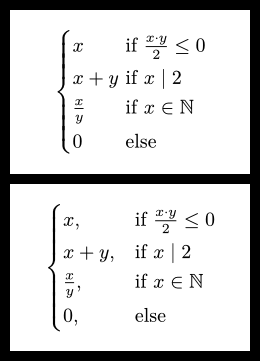 x if x·y/2 ≤ 0
x + y if x | 2
x/y if x ∈ ℕ
0 else
x, if x·y/2 ≤ 0
x + y, if x | 2
x/y, if x ∈ ℕ
0, else